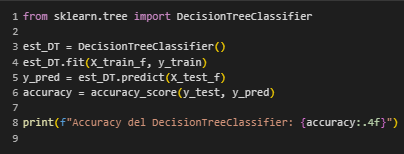 1 from sklearn.tree import DecisionTreeClassifier
2
3 est_DT = DecisionTreeClassifier()
4 est_DT.fit(X_train_f, y_train)
5 y_pred = est_DT.predict(X_test_f)
6 accuracy = accuracy_score(y_test, y_pred)
7
8 print(f"Accuracy del DecisionTreeClassifier: {accuracy:.4f}")
9